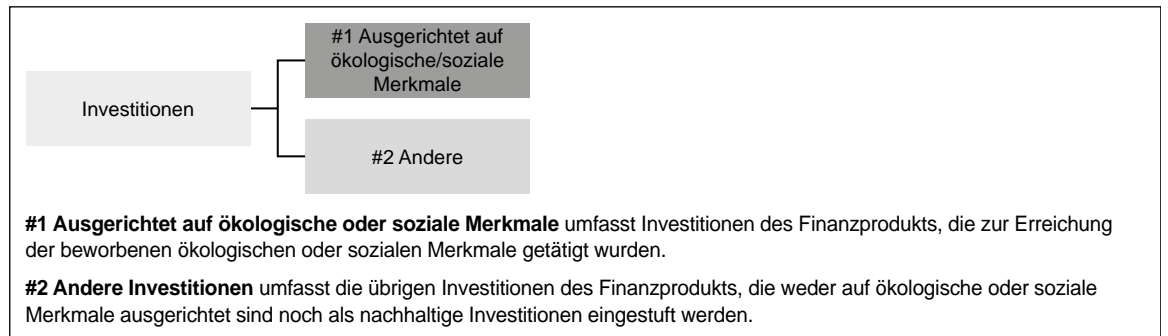 #1 Ausgerichtet auf
ökologische/soziale
Merkmale
Investitionen
#2 Andere
#1 Ausgerichtet auf ökologische oder soziale Merkmale umfasst Investitionen des Finanzprodukts, die zur Erreichung
der beworbenen ökologischen oder sozialen Merkmale getätigt wurden.
#2 Andere Investitionen umfasst die übrigen Investitionen des Finanzprodukts, die weder auf ökologische oder soziale
Merkmale ausgerichtet sind noch als nachhaltige Investitionen eingestuft werden.